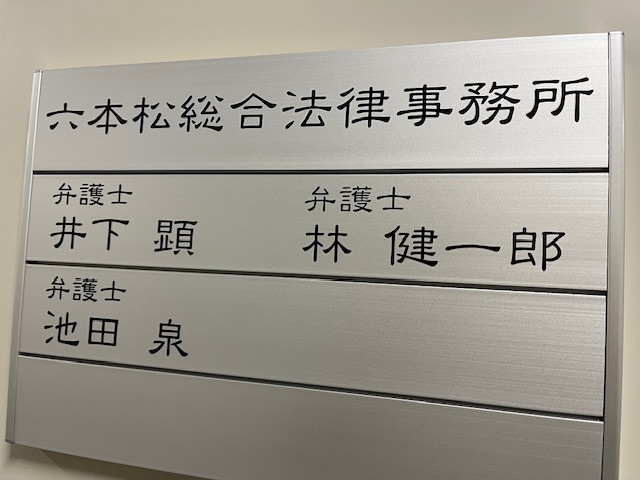 六本松総合法律事務所
弁護士 弁護士
井下 顕 林 健一郎
弁護士
池田 泉